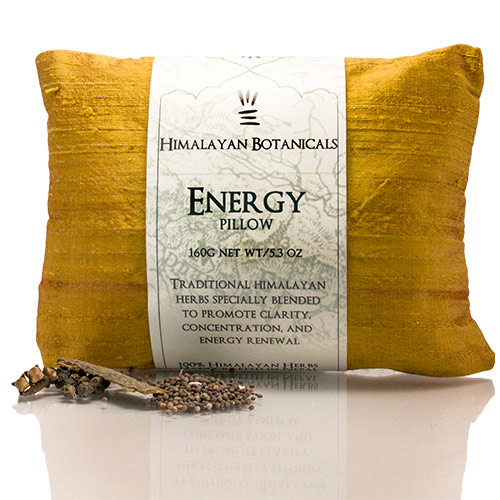 HIMALAYAN BOTANICALS
ENERGY
PILLOW
160G NET WT/5.3 OZ
TRADITIONAL HIMALAYAN
HERBS SPECIALLY BLENDED
TO PROMOTE CLARITY,
CONCENTRATION, AND
ENERGY RENEWAL
100% HIMALAYAN HERBS